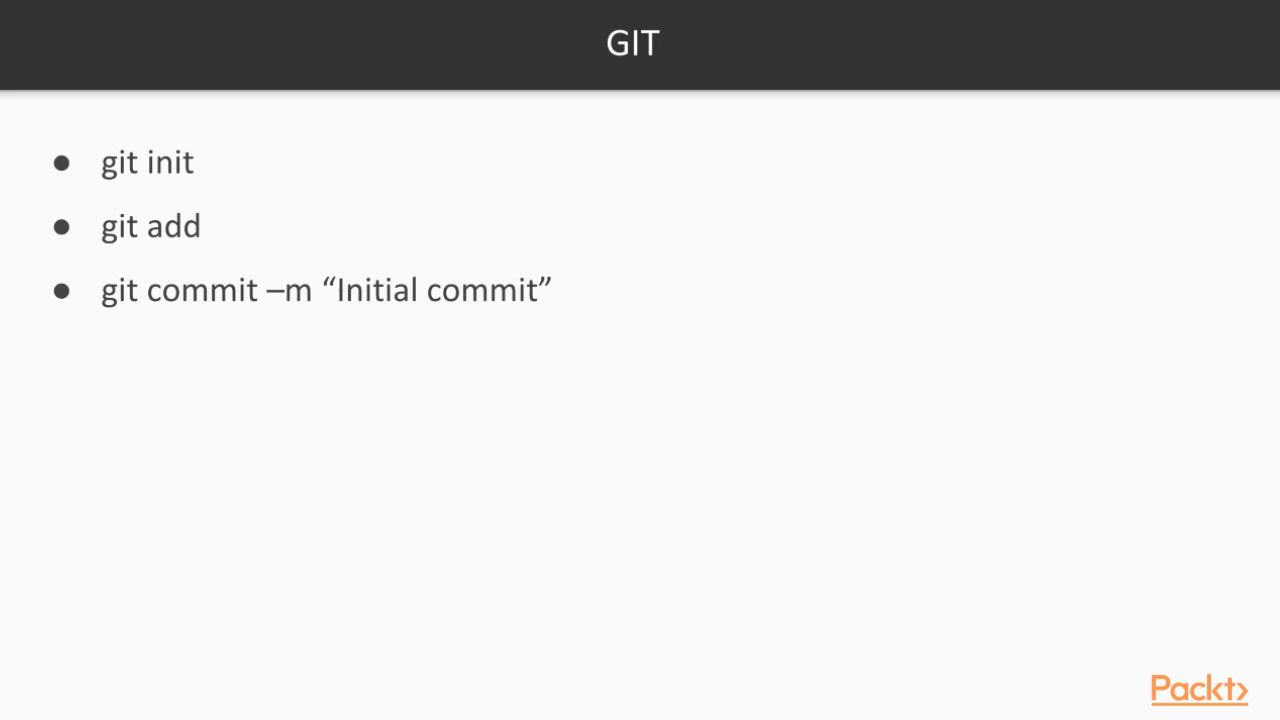 GIT
● git init
● git add
● git commit –m “Initial commit”
Packt›